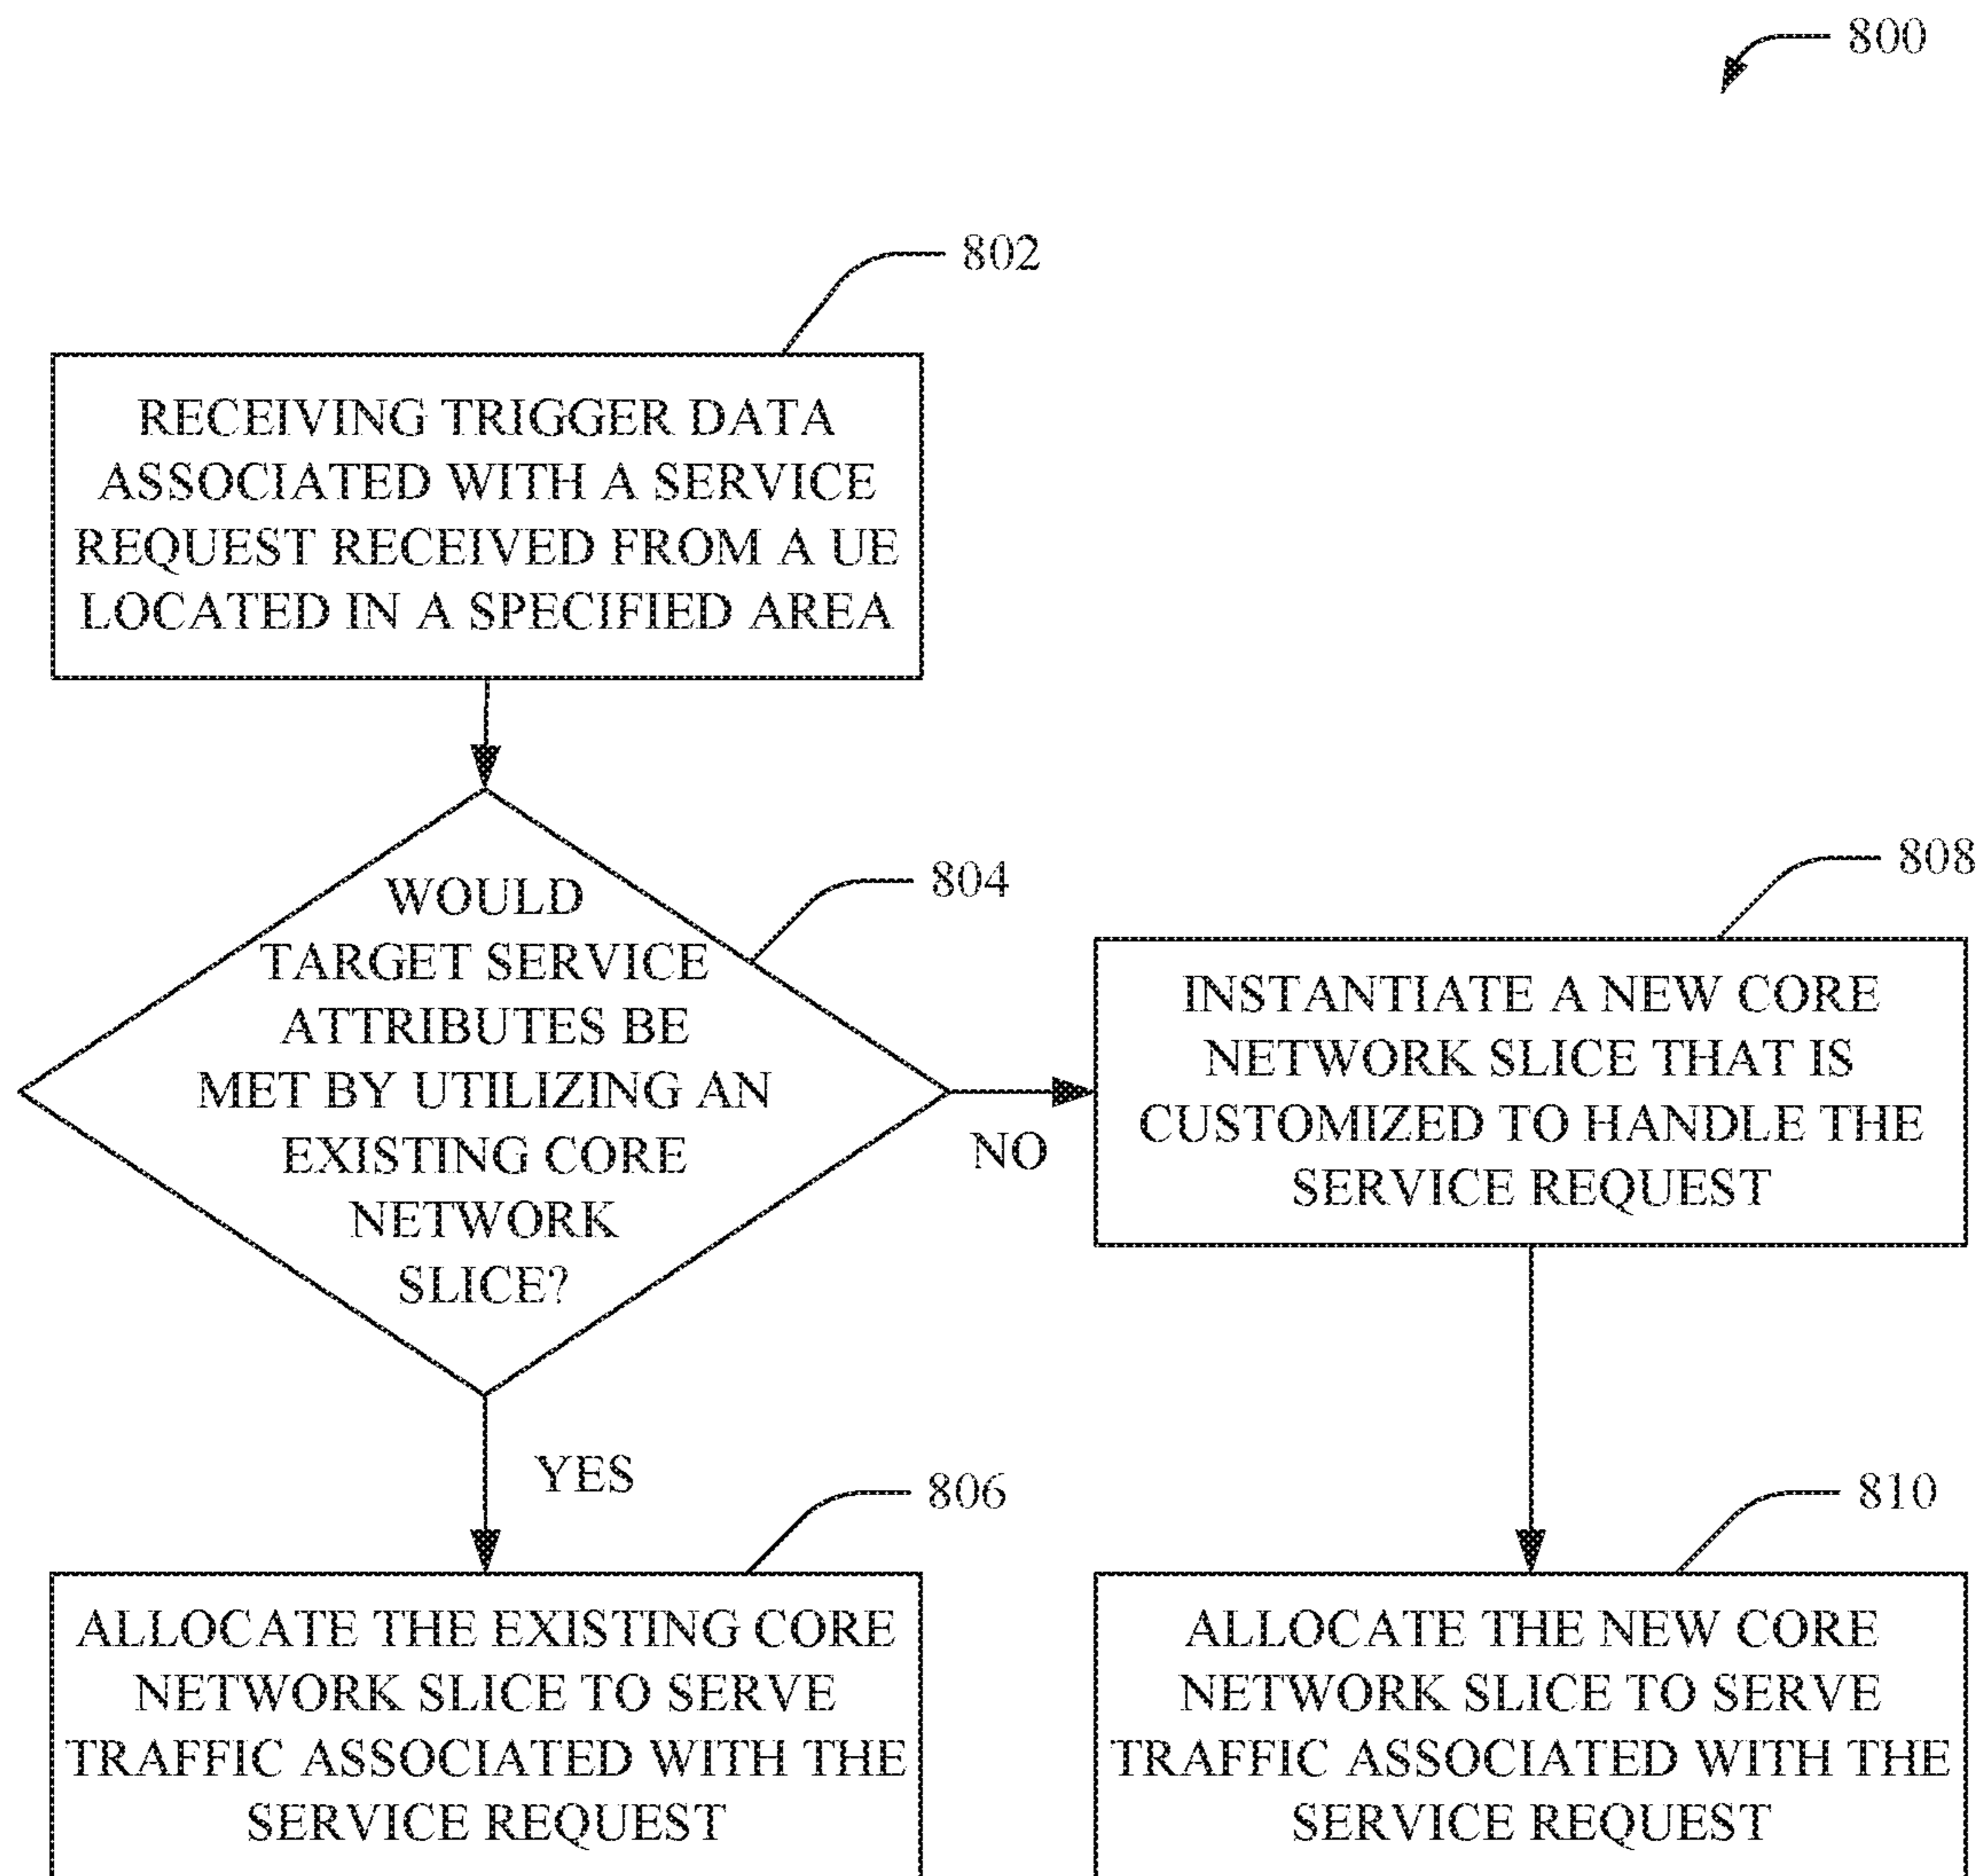 800
802
RECEIVING TRIGGER DATA
ASSOCIATED WITH A SERVICE
REQUEST RECEIVED FROM A UE
LOCATED IN A SPECIFIED AREA
804
WOULD
TARGET SERVICE
ATTRIBUTES BE
MET BY UTILIZING AN
EXISTING CORE
NETWORK
SLICE?
NO
808
INSTANTIATE A NEW CORE
NETWORK SLICE THAT IS
CUSTOMIZED TO HANDLE THE
SERVICE REQUEST
YES
806
ALLOCATE THE EXISTING CORE
NETWORK SLICE TO SERVE
TRAFFIC ASSOCIATED WITH THE
SERVICE REQUEST
810
ALLOCATE THE NEW CORE
NETWORK SLICE TO SERVE
TRAFFIC ASSOCIATED WITH THE
SERVICE REQUEST